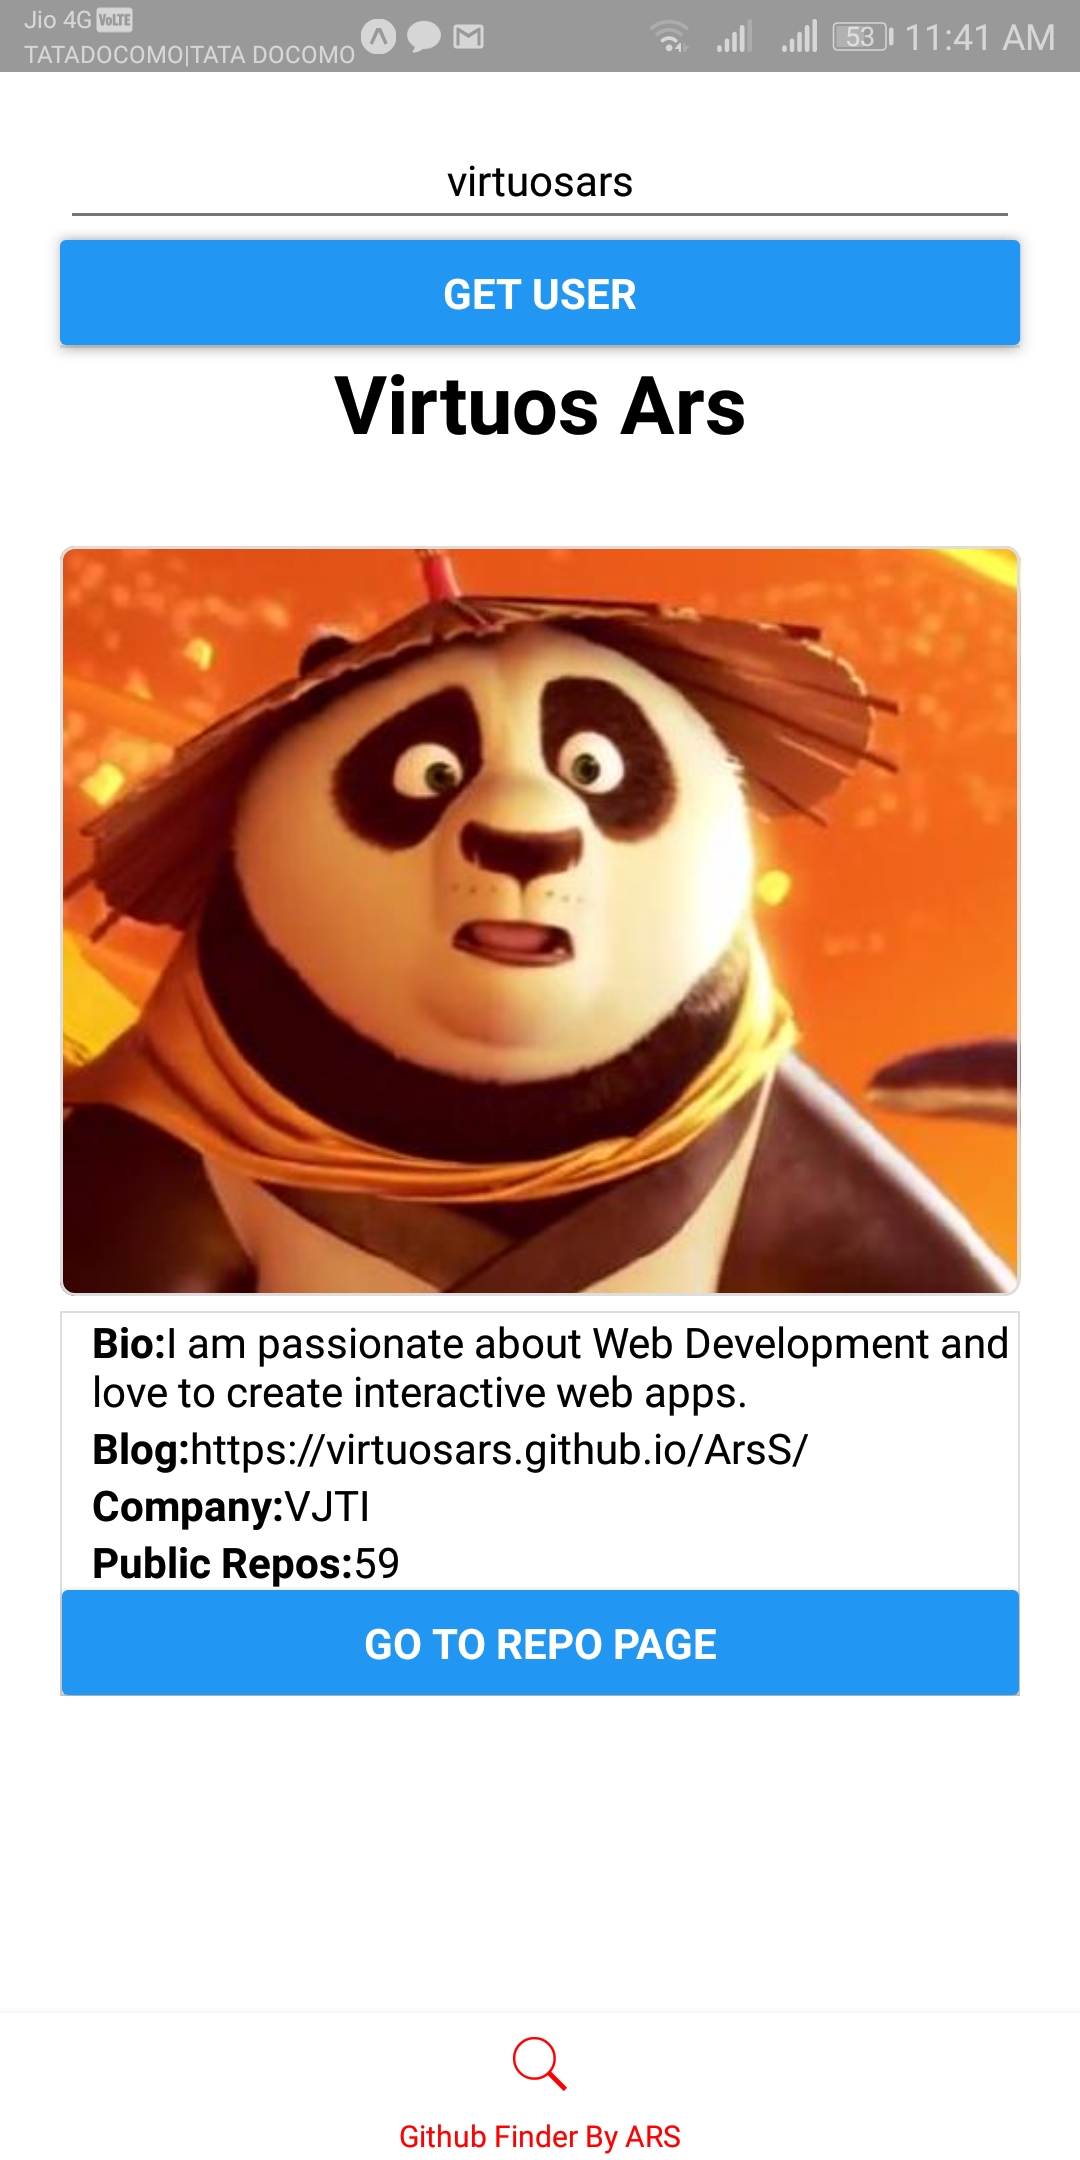 Jio 4G VoLTE
TATADOCOMO|TATA DOCOMO
53 11:41 AM
virtuosars
GET USER
Virtuos Ars
Bio:I am passionate about Web Development and
love to create interactive web apps.
Blog:https://virtuosars.github.io/ArsS/
Company:VJTI
Public Repos:59
GO TO REPO PAGE
Github Finder By ARS